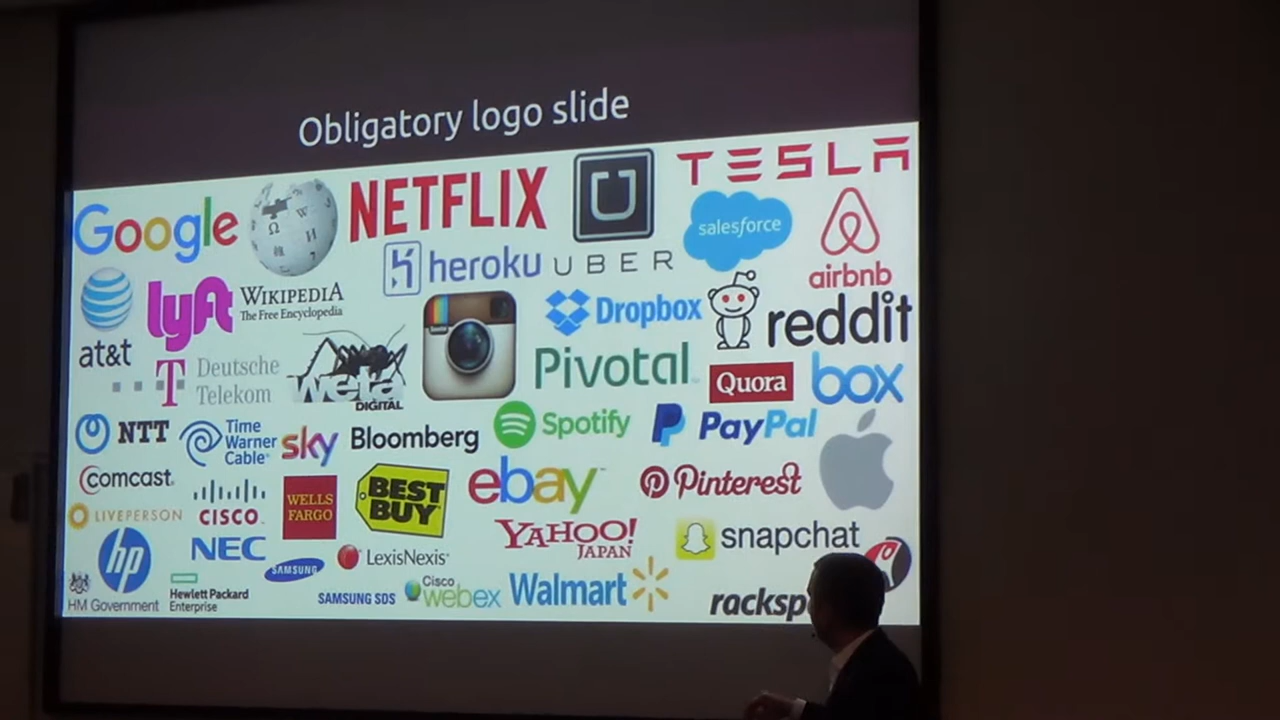 Obligatory logo slide
TESLA
Google
NETFLIX
salesforce
heroku
UBER
airbnb
lyft
WIKIPEDIA
The Free Encyclopedia
Dropbox
reddit
at&t
T
Deutsche
Telekom
weta
DIGITAL
Pivotal
Quora
box
NTT
Time
Warner
Cable
sky
Bloomberg
Spotify
PayPal
COMCAST
CISCO
WELLS
FARGO
BEST
BUY
ebay
Pinterest
LIVEPERSON
YAHOO!
JAPAN
snapchat
hp
NEC
LexisNexis
SAMSUNG
HM Government
Hewlett Packard
Enterprise
SAMSUNG SDS
Cisco
webex
Walmart
racksp